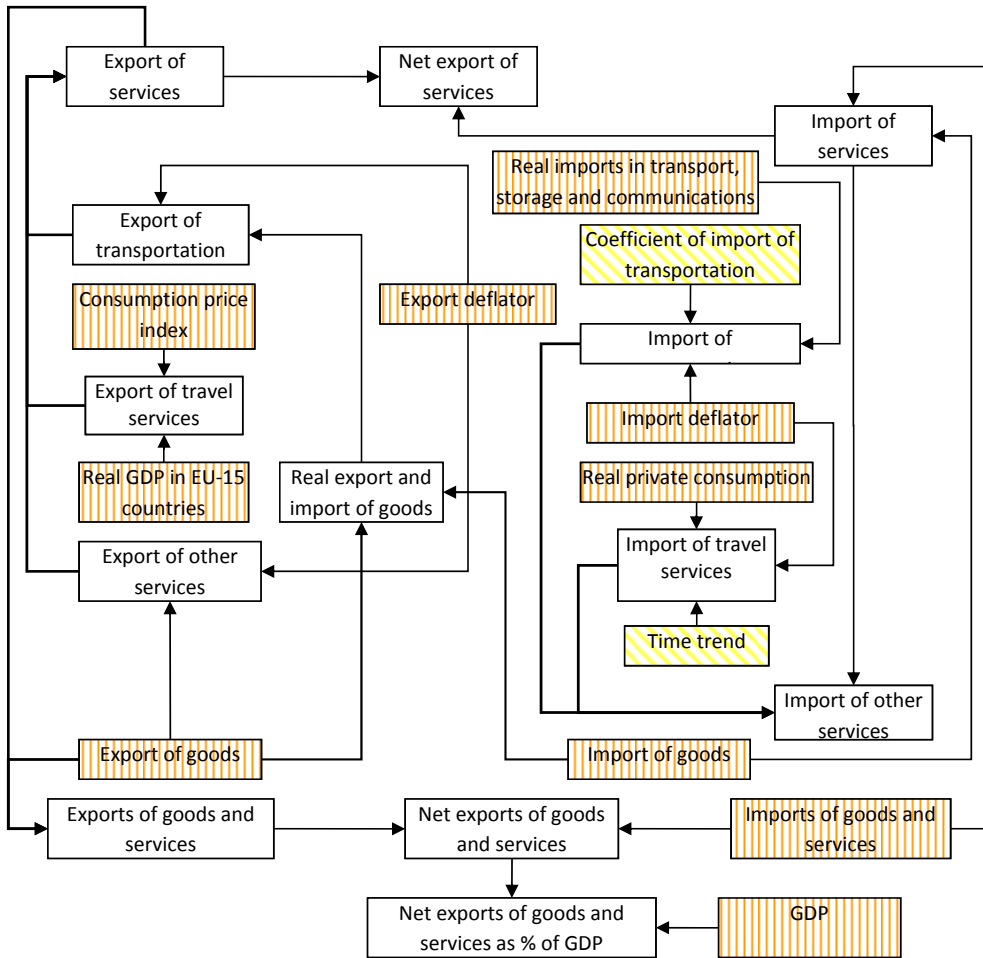 Export of
services
Net export of
services
Import of
services
Real imports in transport,
storage and communications
Export of
transportation
Coefficient of import of
transportation
Consumption price
index
Export deflator
Import of
Export of travel
services
Import deflator
Real GDP in EU-15
countries
Real export and
import of goods
Real private consumption
Export of other
services
Import of travel
services
Time trend
Import of other
services
Export of goods
Import of goods
Exports of goods and
services
Net exports of goods
and services
Imports of goods and
services
Net exports of goods and
services as % of GDP
GDP